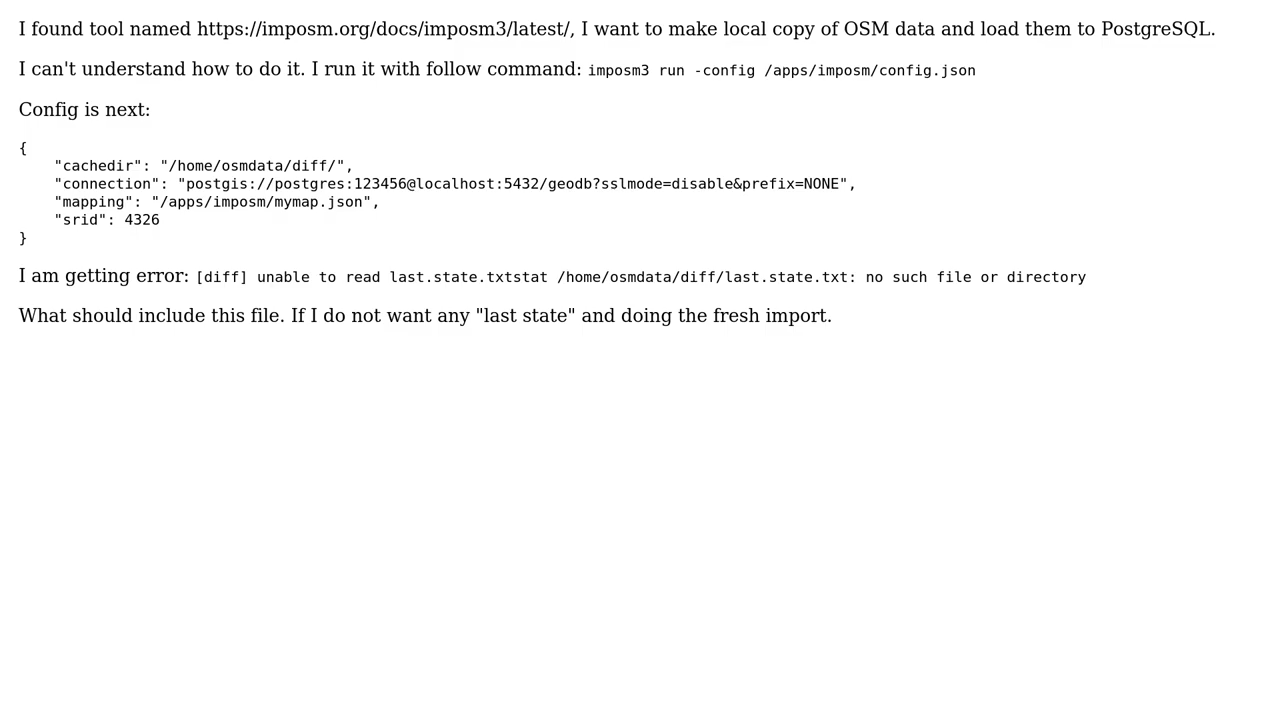 I found tool named https://imposm.org/docs/imposm3/latest/, I want to make local copy of OSM data and load them to PostgreSQL.
I can't understand how to do it. I run it with follow command: imposm3 run -config /apps/imposm/config.json
Config is next:
{
    "cachedir": "/home/osmdata/diff/",
    "connection": "postgis://postgres:123456@localhost:5432/geodb?sslmode=disable&prefix=NONE",
    "mapping": "/apps/imposm/mymap.json",
    "srid": 4326
}
I am getting error: [diff] unable to read last.state.txtstat /home/osmdata/diff/last.state.txt: no such file or directory
What should include this file. If I do not want any "last state" and doing the fresh import.